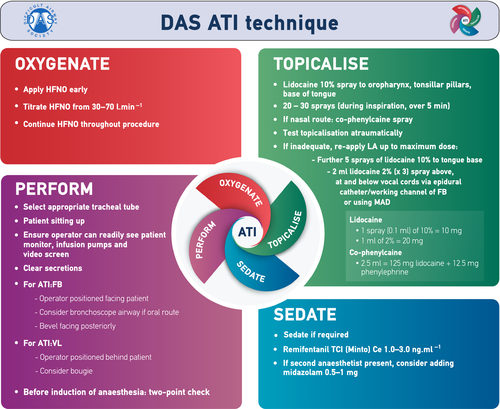 DIFFICULT AIRWAY
DAS
SOCIETY
DAS ATI technique
OXYGENATE
• Apply HFNO early
• Titrate HFNO from 30–70 l.min⁻¹
• Continue HFNO throughout procedure
TOPICALISE
• Lidocaine 10% spray to oropharynx, tonsillar pillars,
base of tongue
• 20 – 30 sprays (during inspiration, over 5 min)
• If nasal route: co-phenylcaine spray
• Test topicalisation atraumatically
• If inadequate, re-apply LA up to maximum dose:
- Further 5 sprays of lidocaine 10% to tongue base
- 2 ml lidocaine 2% (x 3) spray above,
at and below vocal cords via epidural
catheter/working channel of FB
or using MAD
Lidocaine
• 1 spray (0.1 ml) of 10% = 10 mg
• 1 ml of 2% = 20 mg
Co-phenylcaine
• 2.5 ml = 125 mg lidocaine + 12.5 mg
phenylephrine
PERFORM
• Select appropriate tracheal tube
• Patient sitting up
• Ensure operator can readily see patient
monitor, infusion pumps and
video screen
• Clear secretions
• For ATI:FB
- Operator positioned facing patient
- Consider bronchoscope airway if oral route
- Bevel facing posteriorly
• For ATI:VL
- Operator positioned behind patient
- Consider bougie
• Before induction of anaesthesia: two-point check
OXYGENATE
TOPICALISE
SEDATE
PERFORM
ATI
SEDATE
• Sedate if required
• Remifentanil TCI (Minto) Ce 1.0–3.0 ng.ml⁻¹
• If second anaesthetist present, consider adding
midazolam 0.5–1 mg